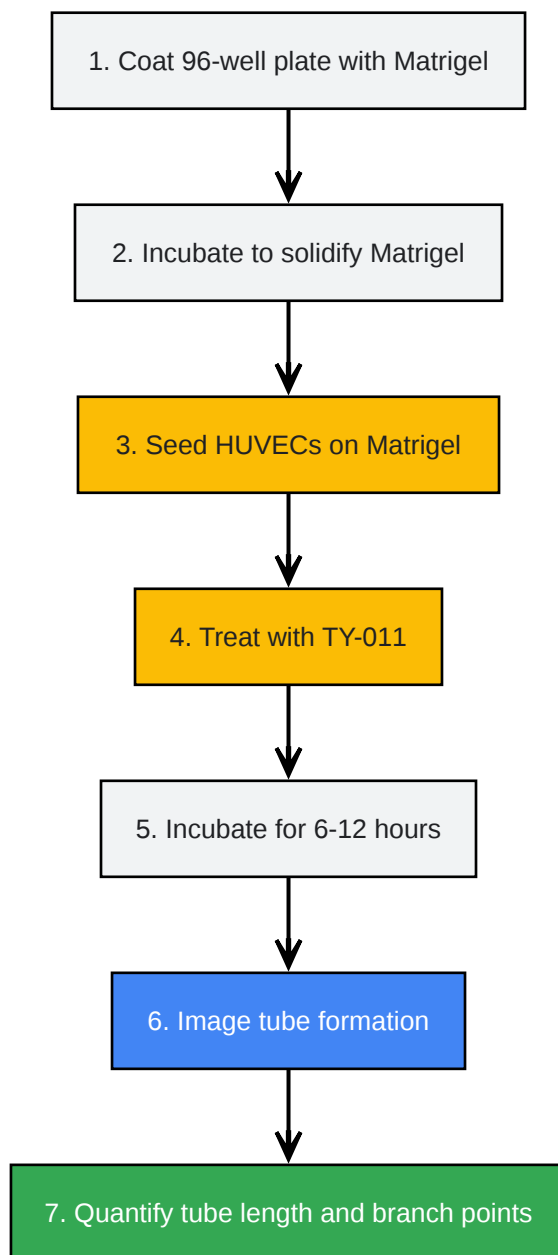 1. Coat 96-well plate with Matrigel
2. Incubate to solidify Matrigel
3. Seed HUVECs on Matrigel
4. Treat with TY-011
5. Incubate for 6-12 hours
6. Image tube formation
7. Quantify tube length and branch points